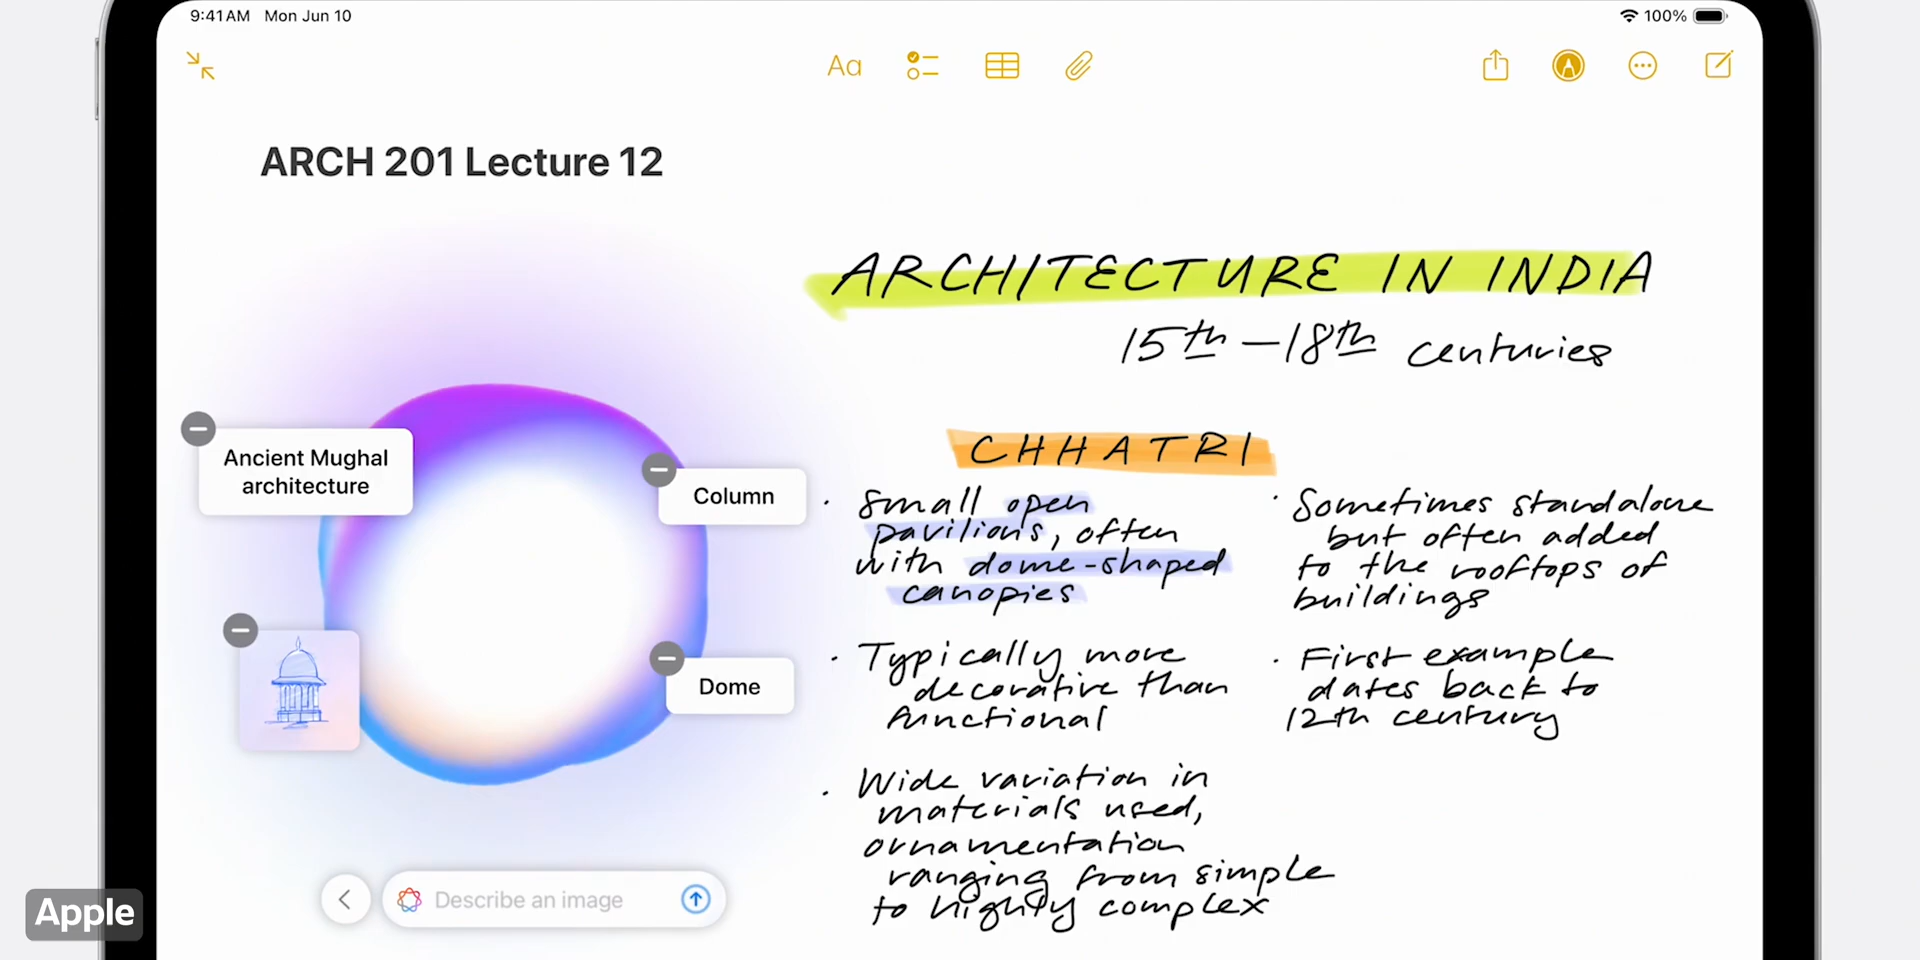 9:41 AM Mon Jun 10
100%
Aa
ARCH 201 Lecture 12
ARCHITECTURE IN INDIA
15th – 18th centuries
Ancient Mughal
architecture
Column
Dome
Describe an image
CHHATRI
· Small open
pavilions, often
with dome-shaped
canopies
· Typically more
decorative than
functional
· Wide variation in
materials used,
ornamentation
ranging from simple
to highly complex
· Sometimes standalone
but often added
to the rooftops of
buildings
· First example
dates back to
12th century
Apple